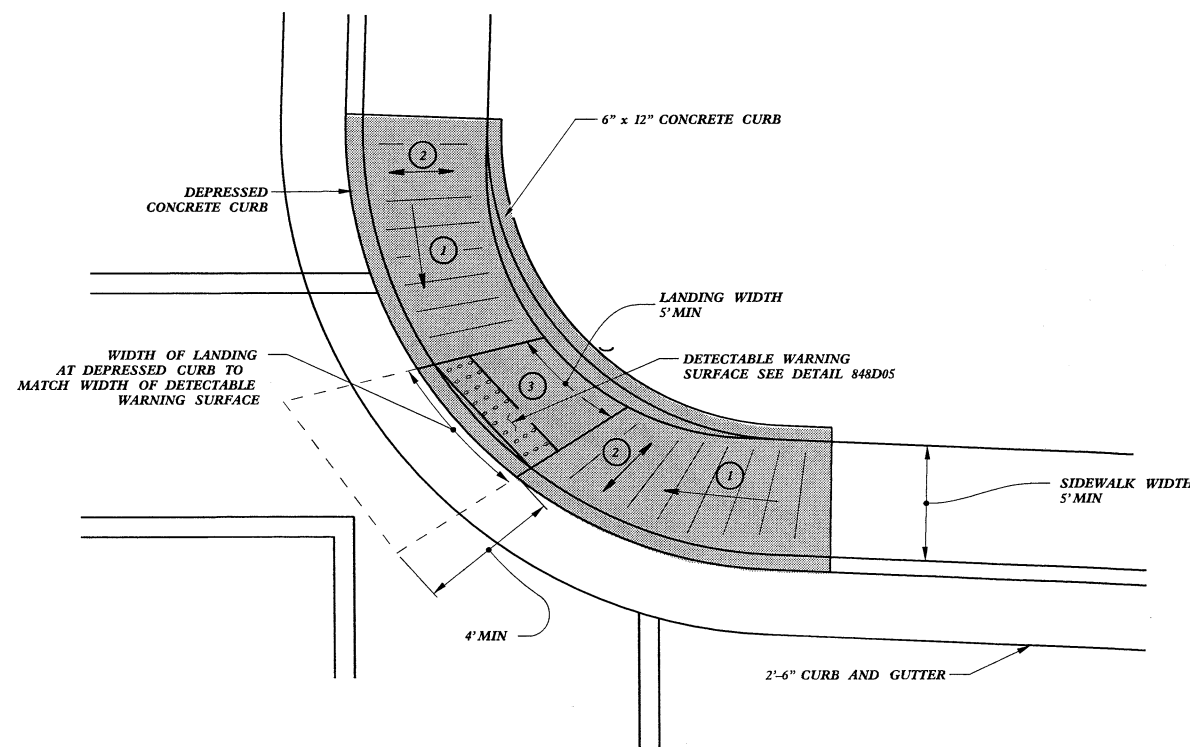 6" x 12" CONCRETE CURB
2
DEPRESSED
CONCRETE CURB
1
LANDING WIDTH
5' MIN
WIDTH OF LANDING
AT DEPRESSED CURB TO
MATCH WIDTH OF DETECTABLE
WARNING SURFACE
DETECTABLE WARNING
SURFACE SEE DETAIL 848D05
3
2
1
SIDEWALK WIDTH
5' MIN
4' MIN
2'-6" CURB AND GUTTER